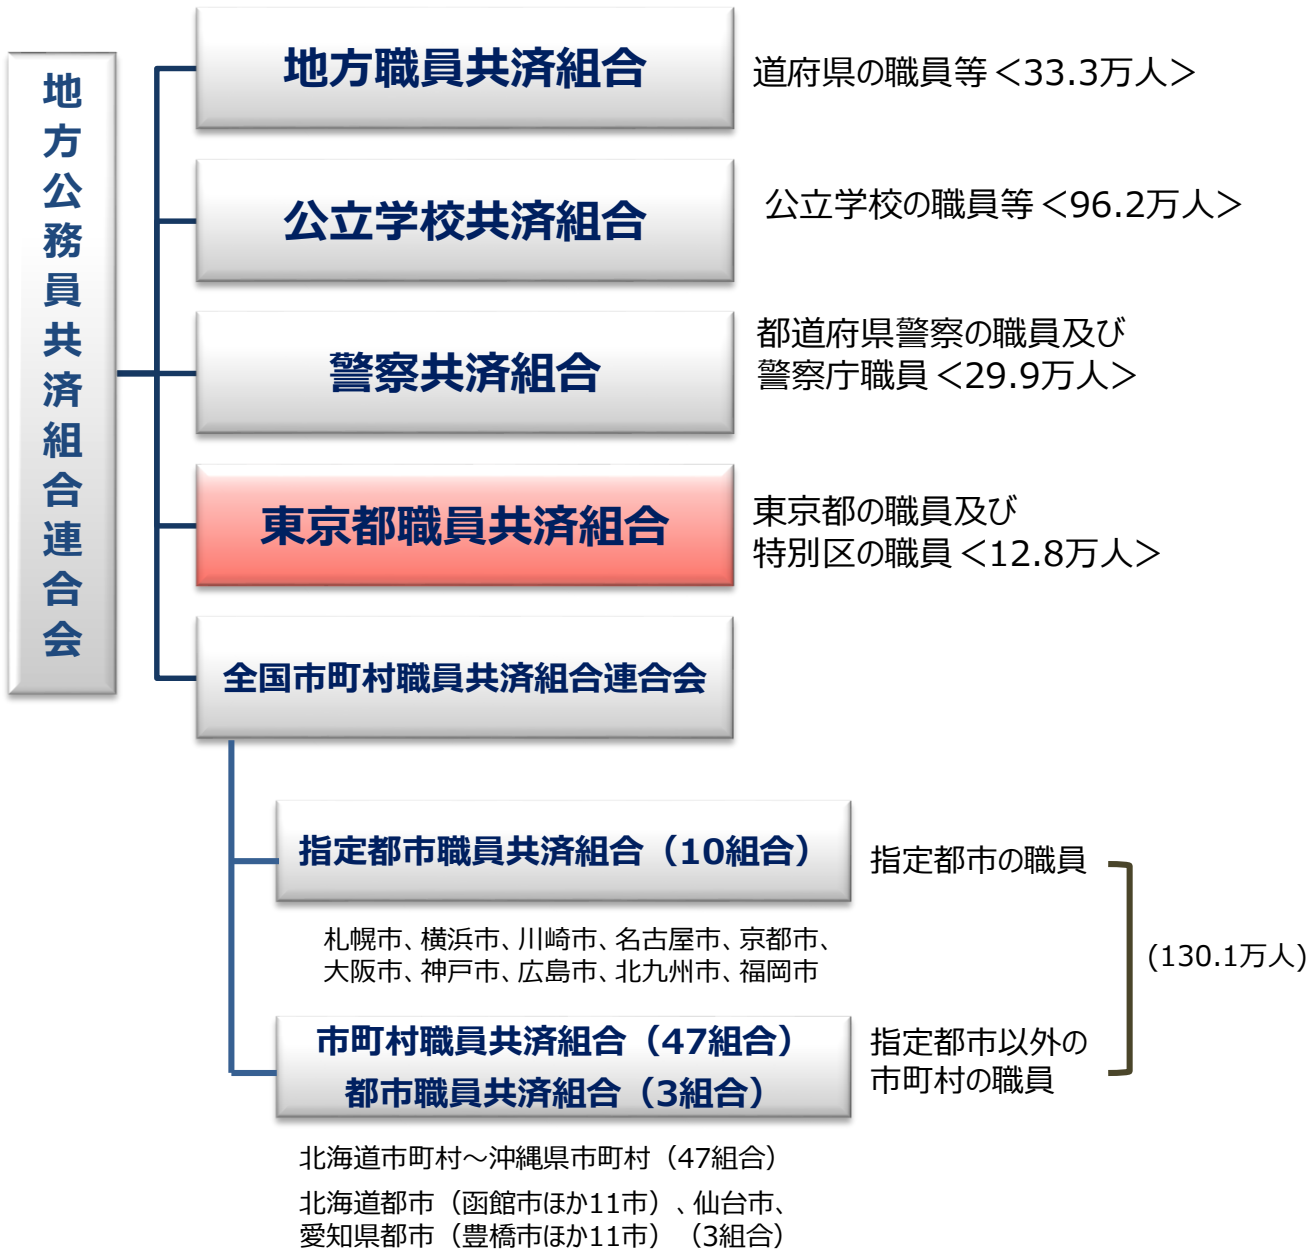 地方公務員共済組合連合会
地方職員共済組合
道府県の職員等＜33.3万人＞
公立学校共済組合
公立学校の職員等＜96.2万人＞
警察共済組合
都道府県警察の職員及び
警察庁職員＜29.9万人＞
東京都職員共済組合
東京都の職員及び
特別区の職員＜12.8万人＞
全国市町村職員共済組合連合会
指定都市職員共済組合（10組合）
指定都市の職員
札幌市、横浜市、川崎市、名古屋市、京都市、
大阪市、神戸市、広島市、北九州市、福岡市
(130.1万人)
市町村職員共済組合（47組合）
都市職員共済組合（3組合）
指定都市以外の
市町村の職員
北海道市町村～沖縄県市町村（47組合）
北海道都市（函館市ほか11市）、仙台市、
愛知県都市（豊橋市ほか11市）（3組合）